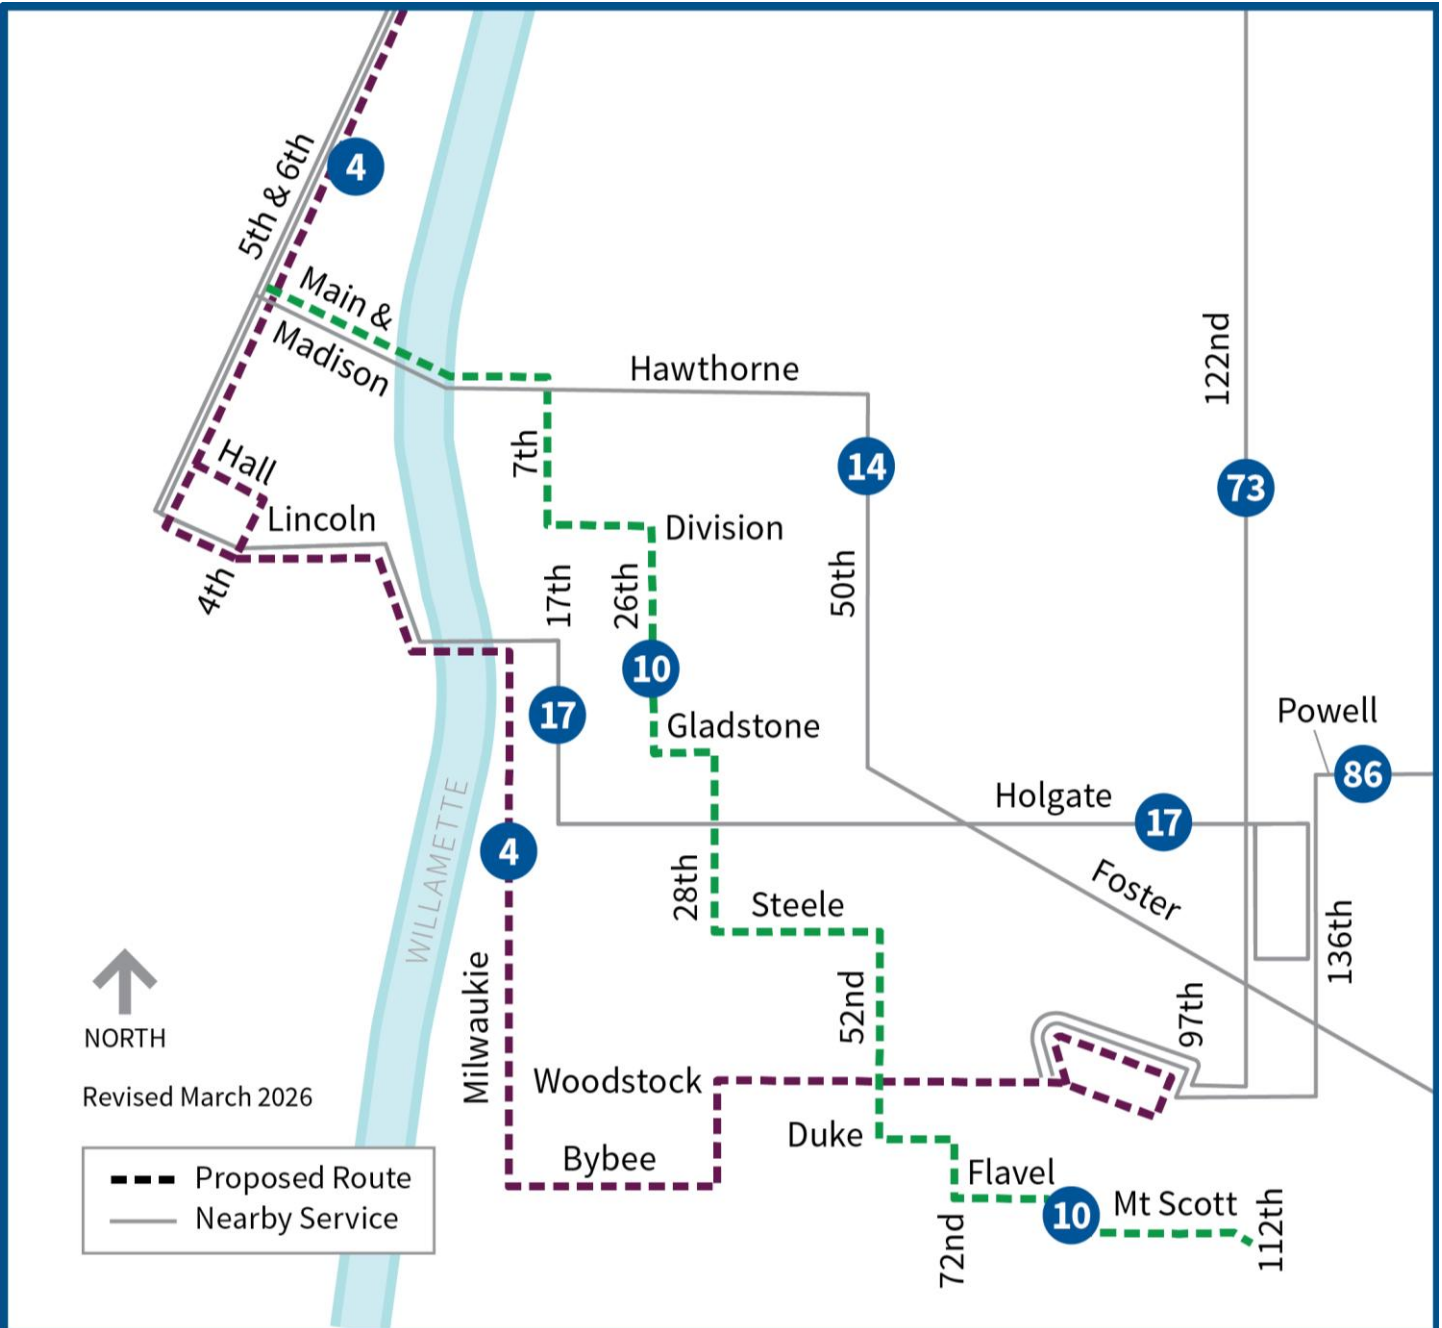 5th & 6th
4
Main &
Madison
Hawthorne
122nd
7th
Hall
14
73
Lincoln
Division
4th
17th
26th
50th
10
17
Gladstone
Powell
86
Holgate
17
4
WILLAMETTE
28th
Foster
Steele
136th
Milwaukie
52nd
97th
NORTH
Woodstock
Revised March 2026
Duke
Bybee
Flavel
Proposed Route
Nearby Service
10
Mt Scott
72nd
112th